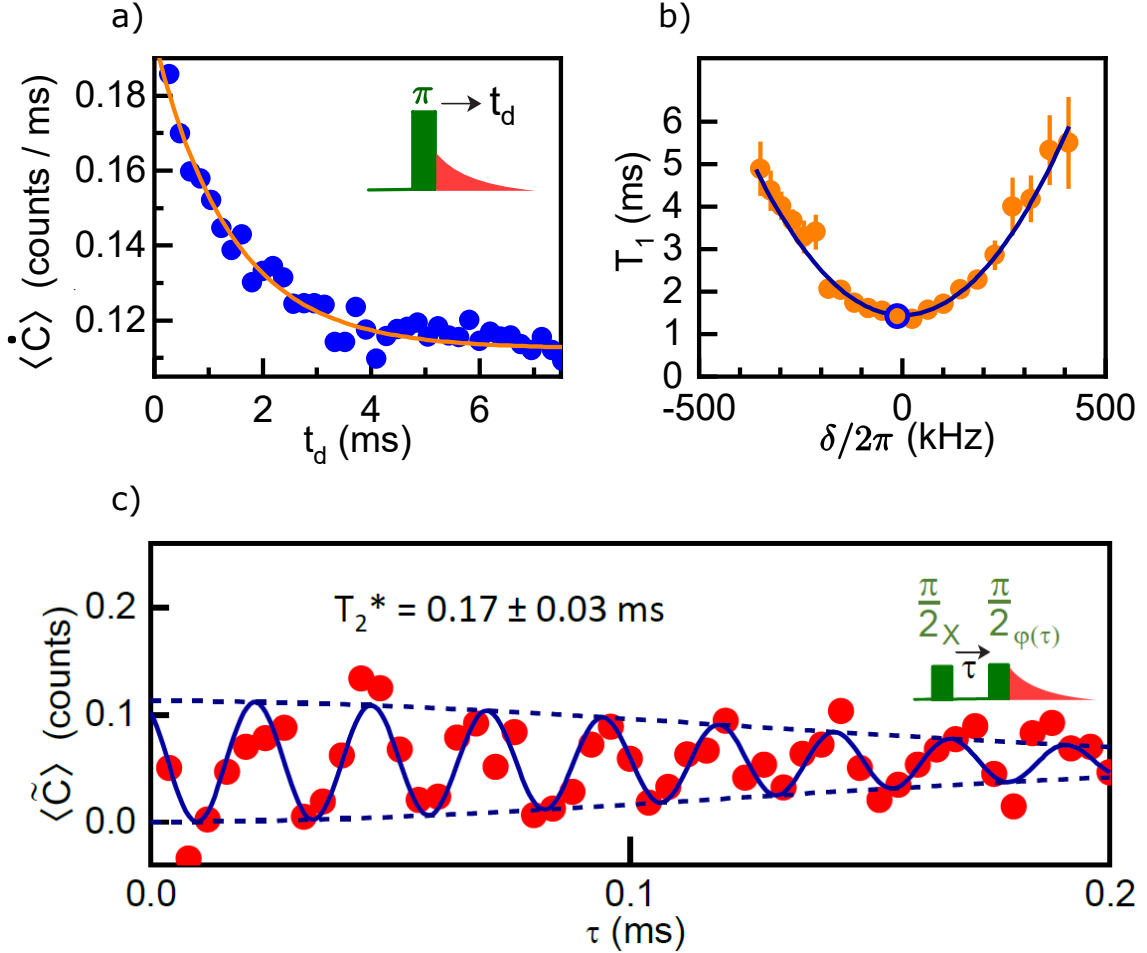 a)
⟨Ċ⟩ (counts / ms)
0.18
0.16
0.14
0.12
π → t_d
0 2 4 6
t_d (ms)
b)
T_1 (ms)
6
5
4
3
2
1
0
-500 0 500
δ/2π (kHz)
c)
⟨C̃⟩ (counts)
0.2
0.1
0.0
T_2* = 0.17 ± 0.03 ms
π/2 X → τ π/2 φ(τ)
0.0 0.1 0.2
τ (ms)